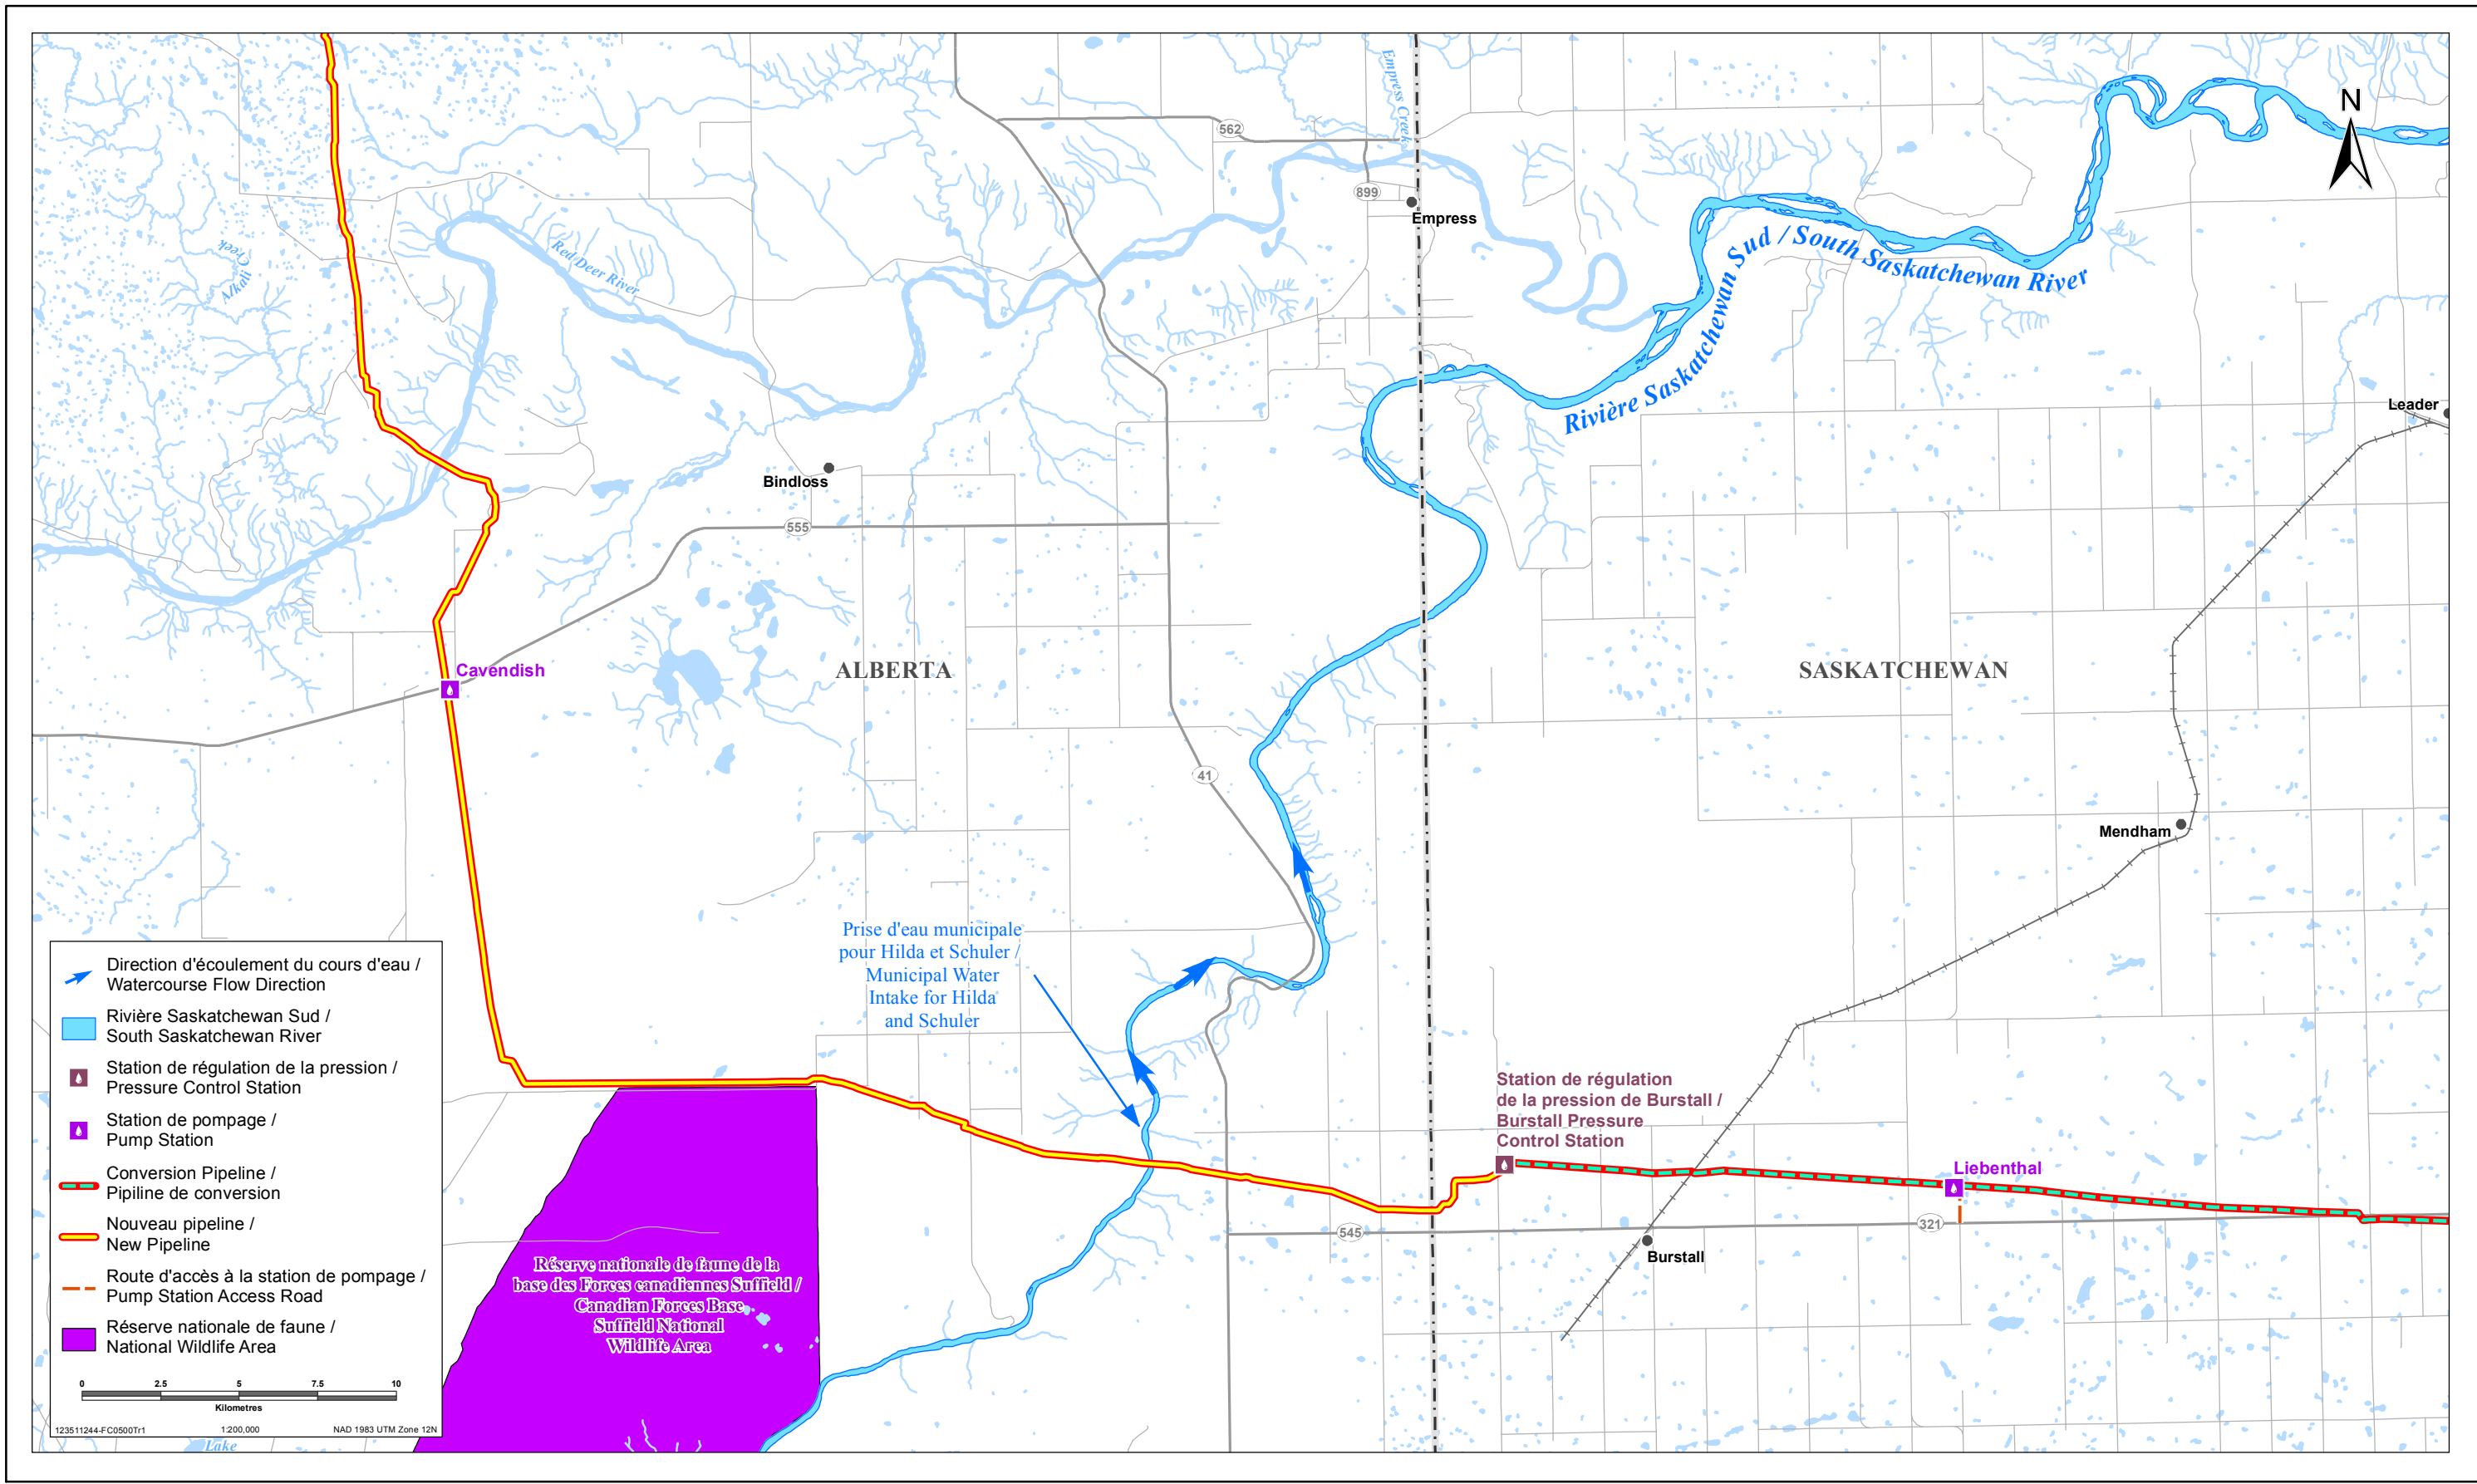 Empress Creek
N
562
899
Empress
Alkali Creek
Red Deer River
Rivière Saskatchewan Sud / South Saskatchewan River
Leader
Bindloss
555
Cavendish
ALBERTA
SASKATCHEWAN
41
Mendham
Prise d'eau municipale
pour Hilda et Schuler /
Municipal Water
Intake for Hilda
and Schuler
Station de régulation
de la pression de Burstall /
Burstall Pressure
Control Station
Liebenthal
545
321
Burstall
Réserve nationale de faune de la
base des Forces canadiennes Suffield /
Canadian Forces Base
Suffield National
Wildlife Area
Direction d'écoulement du cours d'eau /
Watercourse Flow Direction
Rivière Saskatchewan Sud /
South Saskatchewan River
Station de régulation de la pression /
Pressure Control Station
Station de pompage /
Pump Station
Conversion Pipeline /
Pipiline de conversion
Nouveau pipeline /
New Pipeline
Route d'accès à la station de pompage /
Pump Station Access Road
Réserve nationale de faune /
National Wildlife Area
0 2.5 5 7.5 10
Kilometres
123511244-FC0500Tr1 1:200,000 NAD 1983 UTM Zone 12N
Lake